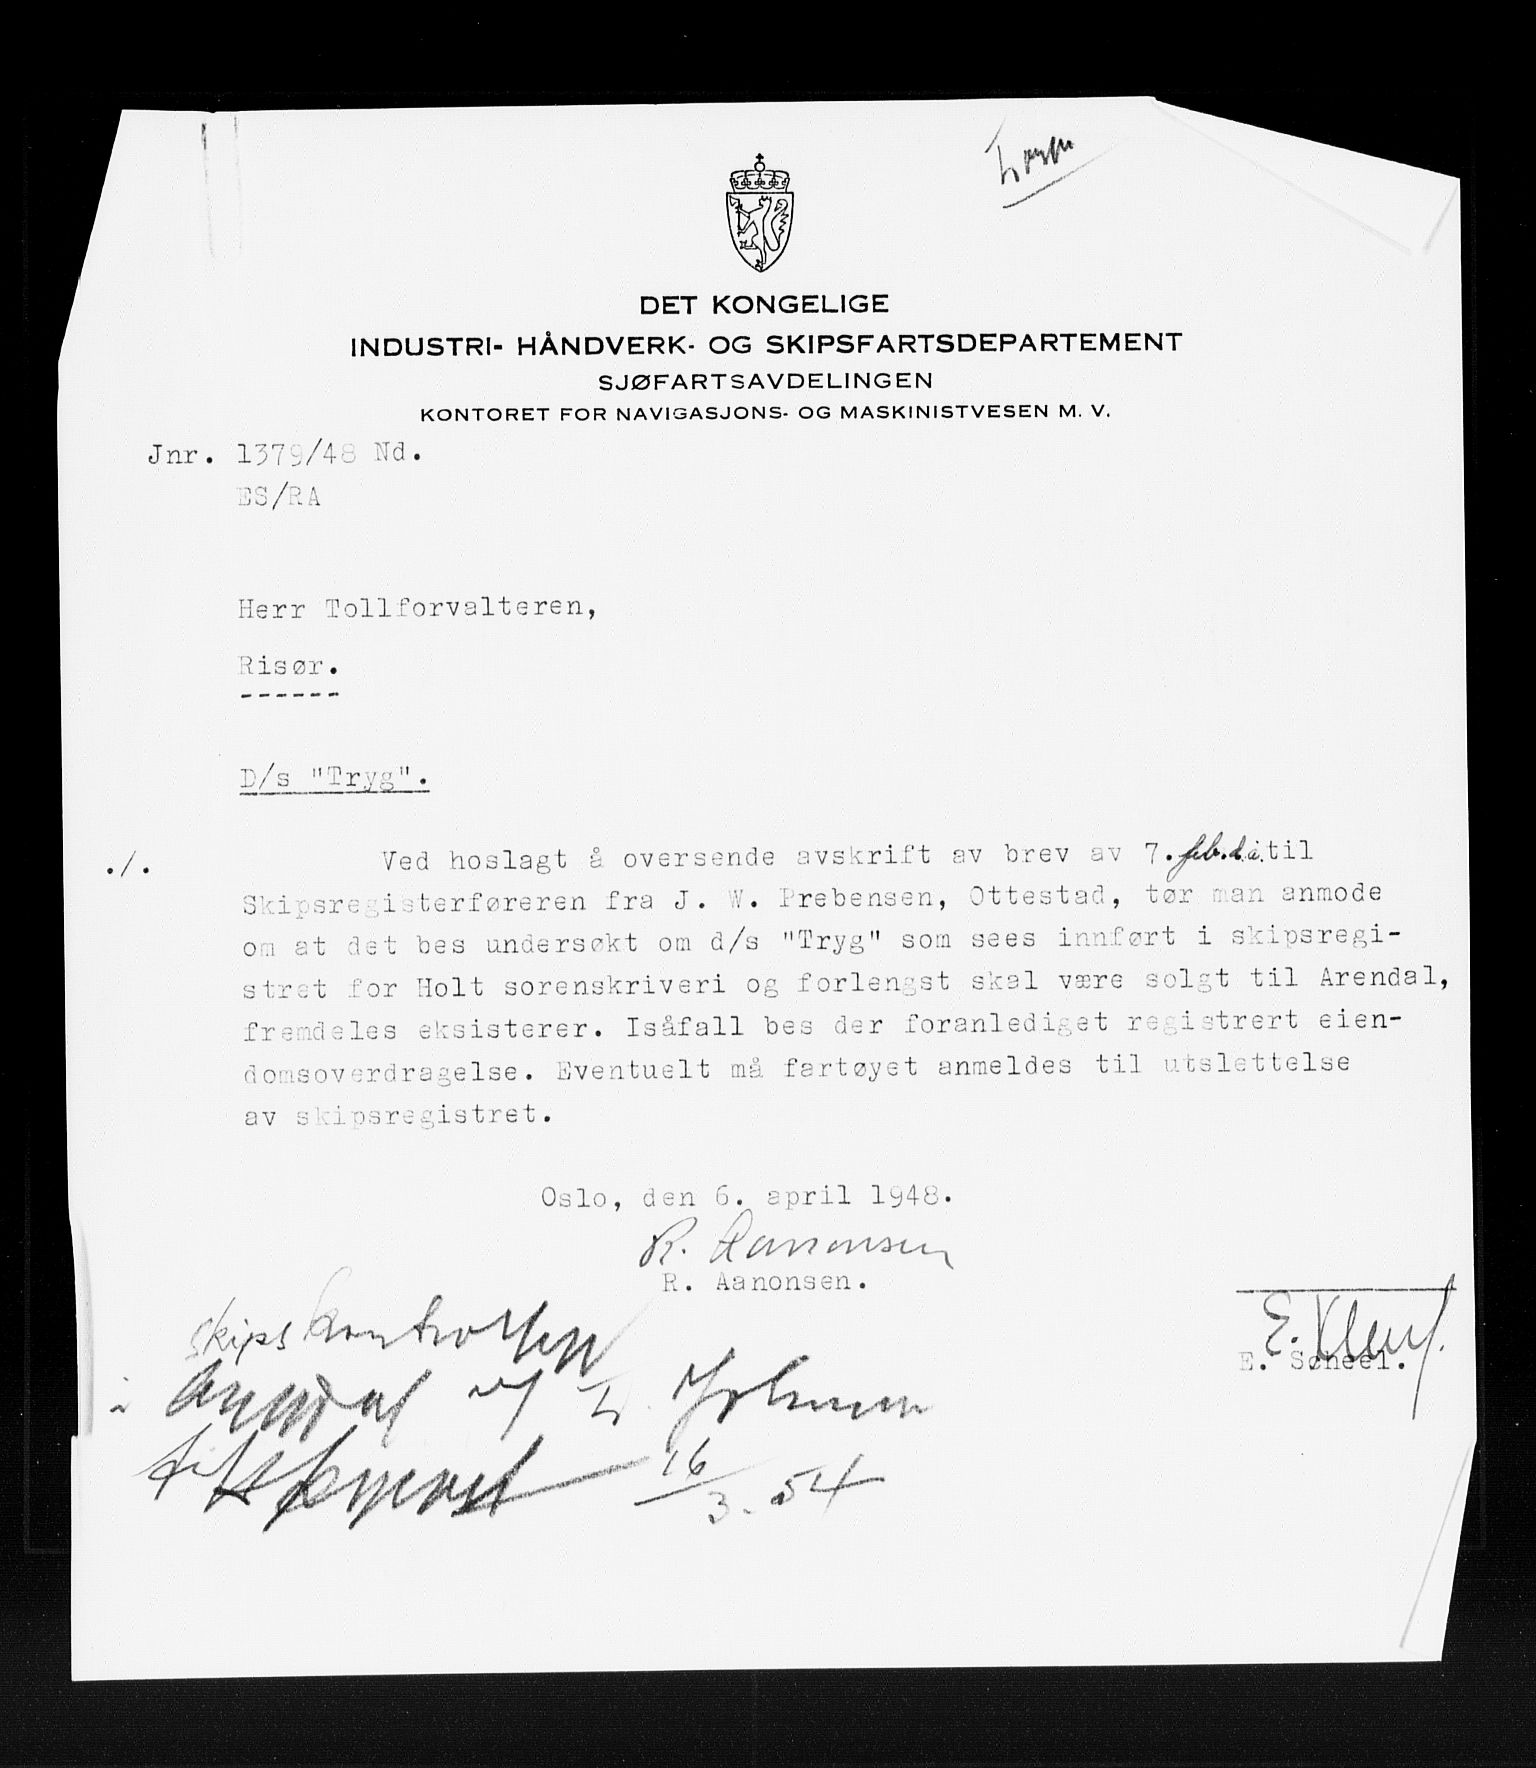 DET KONGELIGE
INDUSTRI- HÅNDVERK- OG SKIPSFARTSDEPARTEMENT
SJØFARTSAVDELINGEN
KONTORET FOR NAVIGASJONS- OG MASKINISTVESEN M. V.
Jnr. 1379/48 Nd.
ES/RA
Herr Tollforvalteren,
Risør.
------
D/s "Tryg".
./. Ved hoslagt å oversende avskrift av brev av 7. feb. d.å. til
Skipsregisterføreren fra J. W. Prebensen, Ottestad, tør man anmode
om at det bes undersøkt om d/s "Tryg" som sees innført i skipsregi-
stret for Holt sorenskriveri og forlengst skal være solgt til Arendal,
fremdeles eksisterer. Isåfall bes der foranlediget registrert eien-
domsoverdragelse. Eventuelt må fartøyet anmeldes til utslettelse
av skipsregistret.
Oslo, den 6. april 1948.
R. Aanonsen
R. Aanonsen.
E. Scheel.
Skipskontrollen
i Arendal v/
16/3. 54